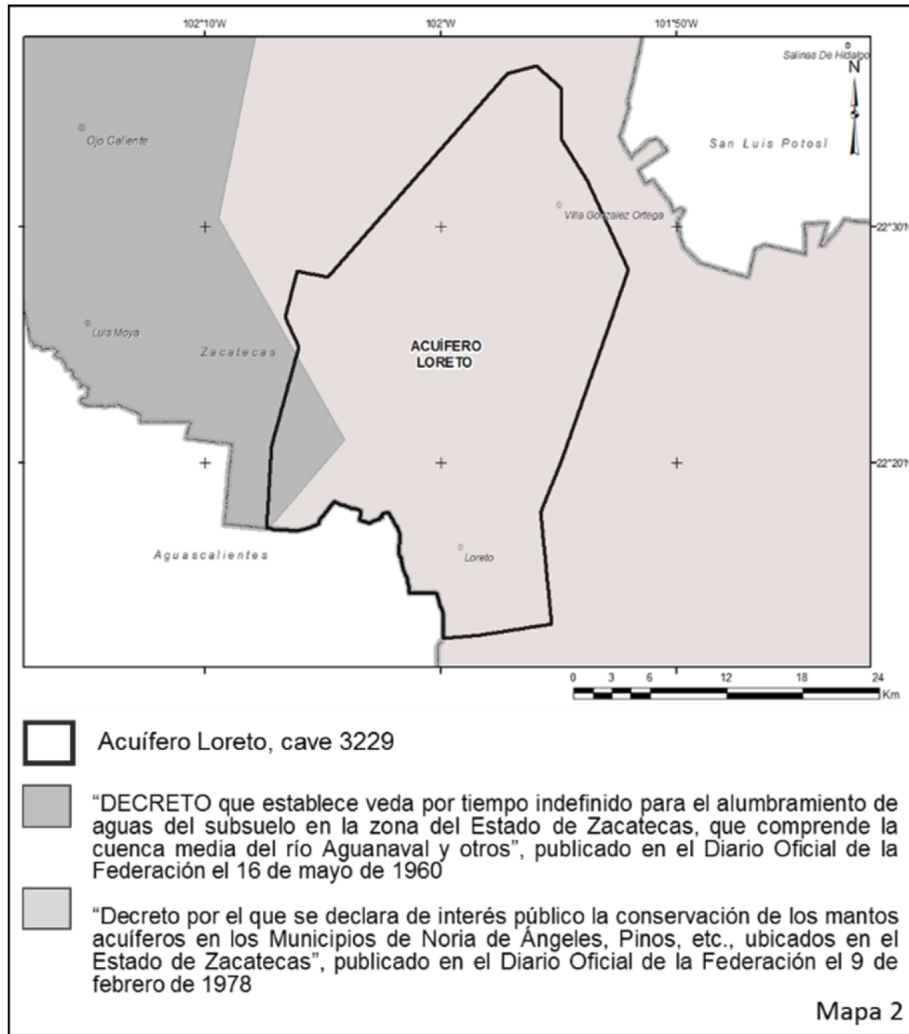 102°10'W 102°W 101°50'W
Salinas De Hidalgo
N
Ojo Caliente
San Luis Potosí
Villa Gonzalez Ortega
22°30'N
Luis Moya
Zacatecas
ACUÍFERO
LORETO
22°20'N
Aguascalientes
Loreto
0 3 6 12 18 24
Km
Acuífero Loreto, cave 3229
“DECRETO que establece veda por tiempo indefinido para el alumbramiento de
aguas del subsuelo en la zona del Estado de Zacatecas, que comprende la
cuenca media del río Aguanaval y otros”, publicado en el Diario Oficial de la
Federación el 16 de mayo de 1960
“Decreto por el que se declara de interés público la conservación de los mantos
acuíferos en los Municipios de Noria de Ángeles, Pinos, etc., ubicados en el
Estado de Zacatecas”, publicado en el Diario Oficial de la Federación el 9 de
febrero de 1978
Mapa 2